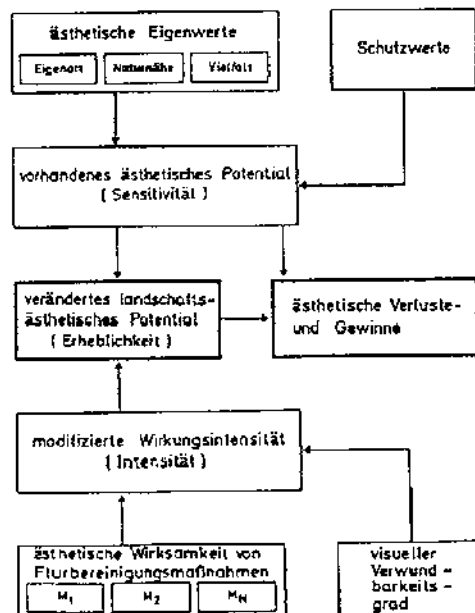 ästhetische Eigenwerte
Eigenart Naturnähe Vielfalt
Schutzwerte
vorhandenes ästhetisches Potential
( Sensitivität )
verändertes landschafts-
ästhetisches Potential
( Erheblichkeit )
ästhetische Verluste-
und Gewinne
modifizierte Wirkungsintensität
( Intensität )
ästhetische Wirksamkeit von
Flurbereinigungsmaßnahmen
M1 M2 MN
visueller
Verwund -
barkeits -
grad